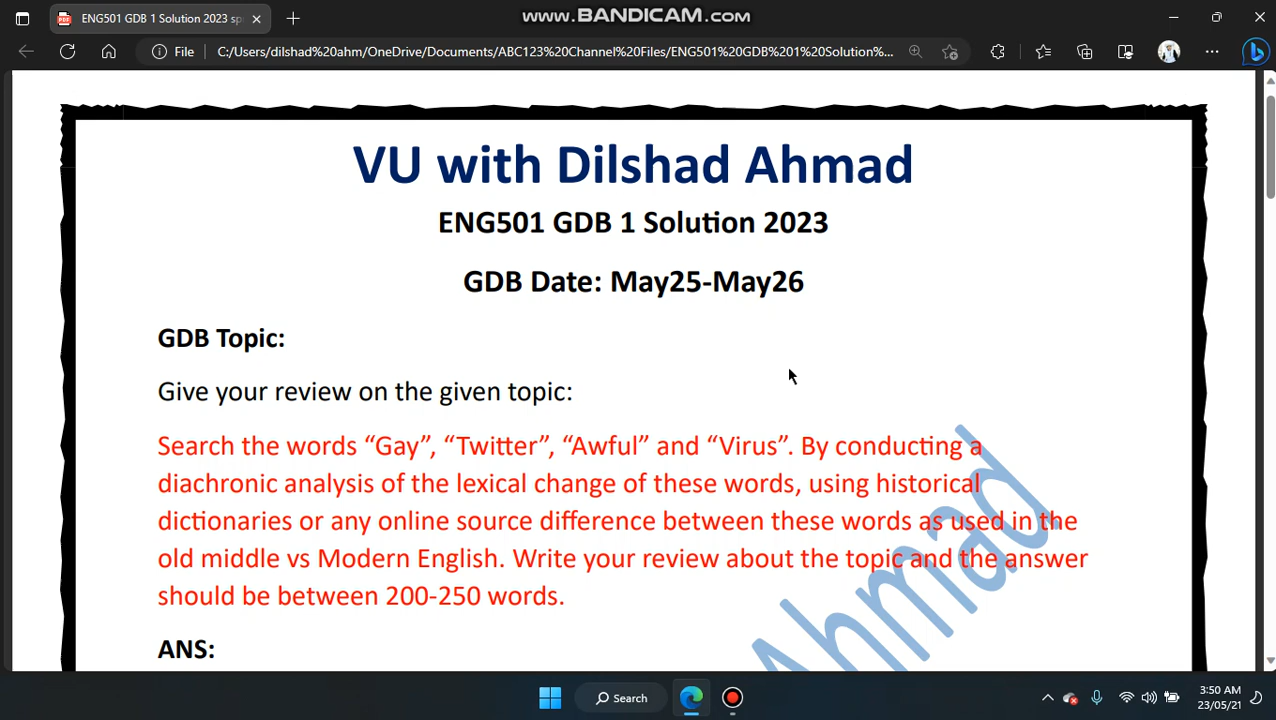 ENG501 GDB 1 Solution 2023 sp
www.BANDICAM.com
File
C:/Users/dilshad%20ahm/OneDrive/Documents/ABC123%20Channel%20Files/ENG501%20GDB%201%20Solution%...
VU with Dilshad Ahmad
ENG501 GDB 1 Solution 2023
GDB Date: May25-May26
GDB Topic:
Give your review on the given topic:
Search the words “Gay”, “Twitter”, “Awful” and “Virus”. By conducting a
diachronic analysis of the lexical change of these words, using historical
dictionaries or any online source difference between these words as used in the
old middle vs Modern English. Write your review about the topic and the answer
should be between 200-250 words.
ANS:
Ahmad
Search
3:50 AM
23/05/21